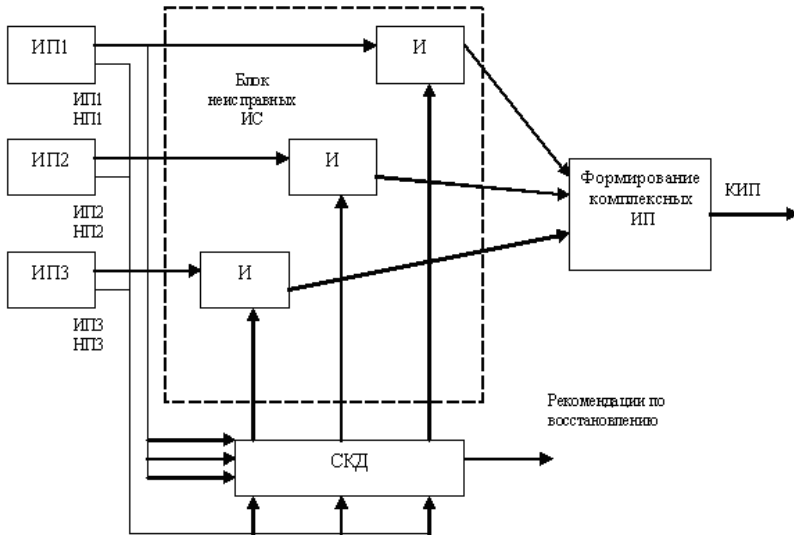 ИП1
И
Блок
неисправных
ИС
ИП1
НП1
ИП2
И
Формирование
комплексных
ИП
КИП
ИП2
НП2
ИП3
И
ИП3
НП3
Рекомендации по
восстановлению
СКД